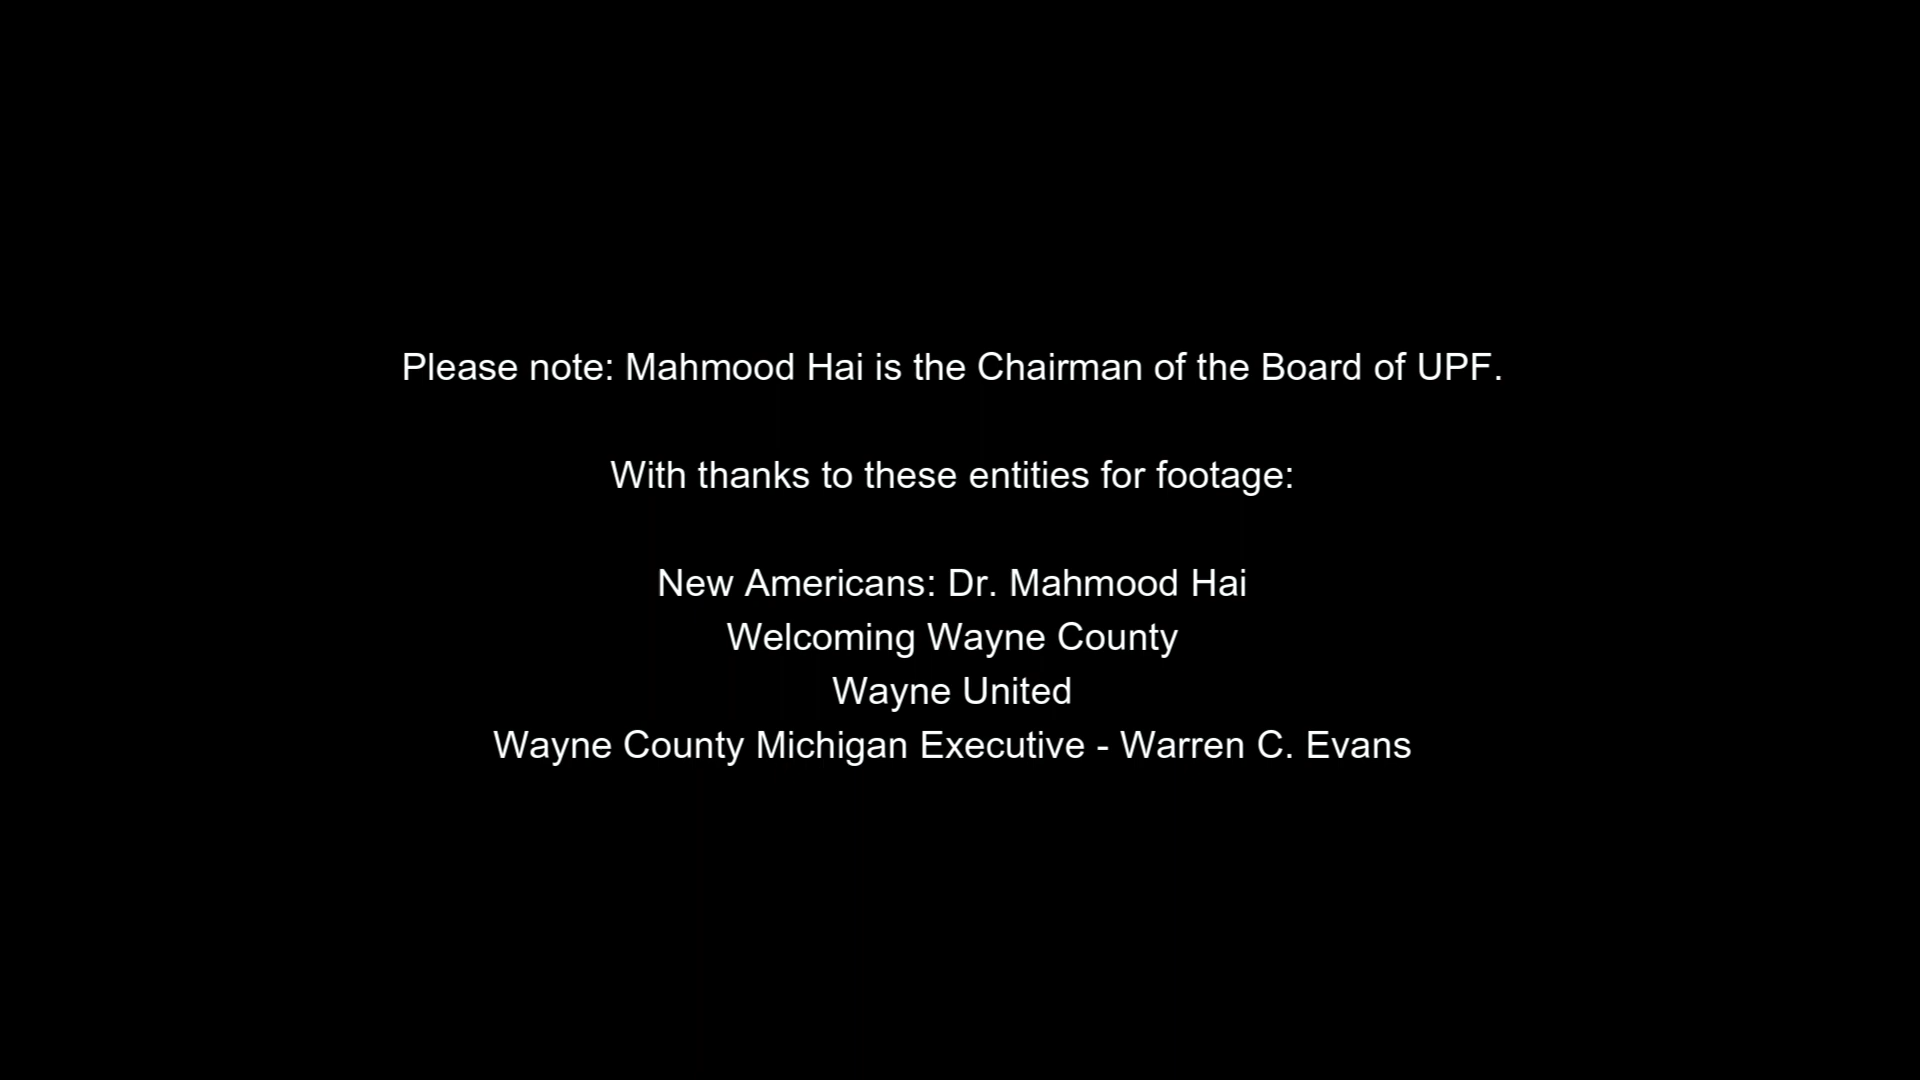 Please note: Mahmood Hai is the Chairman of the Board of UPF.
With thanks to these entities for footage:
New Americans: Dr. Mahmood Hai
Welcoming Wayne County
Wayne United
Wayne County Michigan Executive - Warren C. Evans